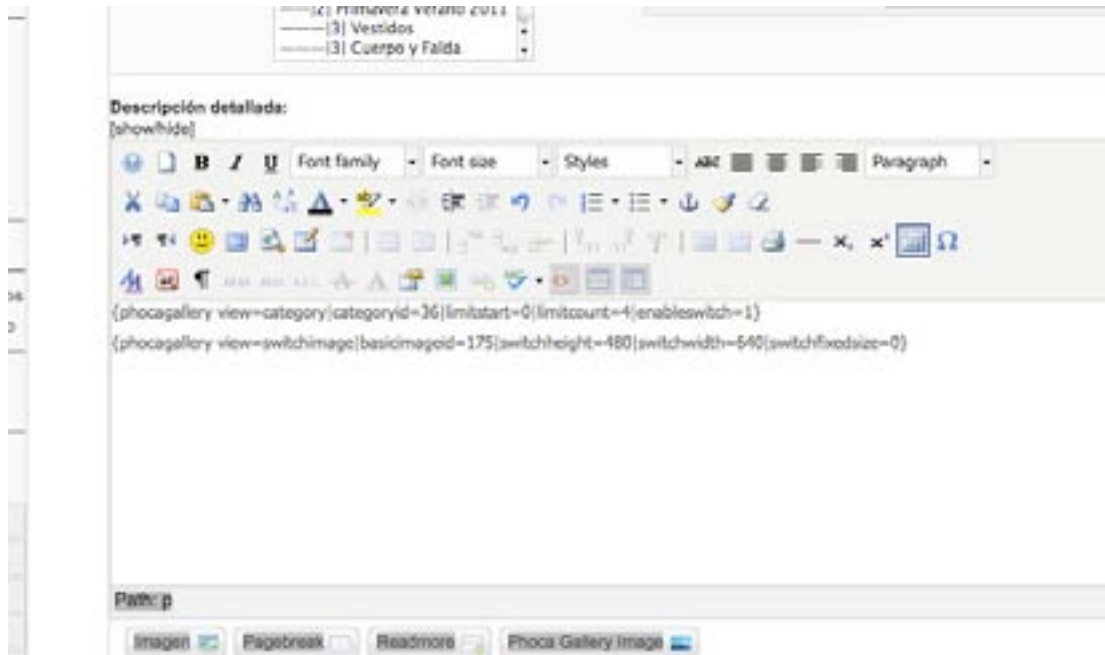 |2| Primavera Verano 2011
———|3| Vestidos
———|3| Cuerpo y Falda
Descripción detallada:
[show/hide]
B I U Font family Font size Styles ABC Paragraph
{phocagallery view=category|categoryid=36|limitstart=0|limitcount=4|enableswitch=1}
{phocagallery view=switchimage|basicimageid=175|switchheight=480|switchwidth=640|switchfixedsize=0}
Path: p
Imagen Pagebreak Readmore Phoca Gallery Image